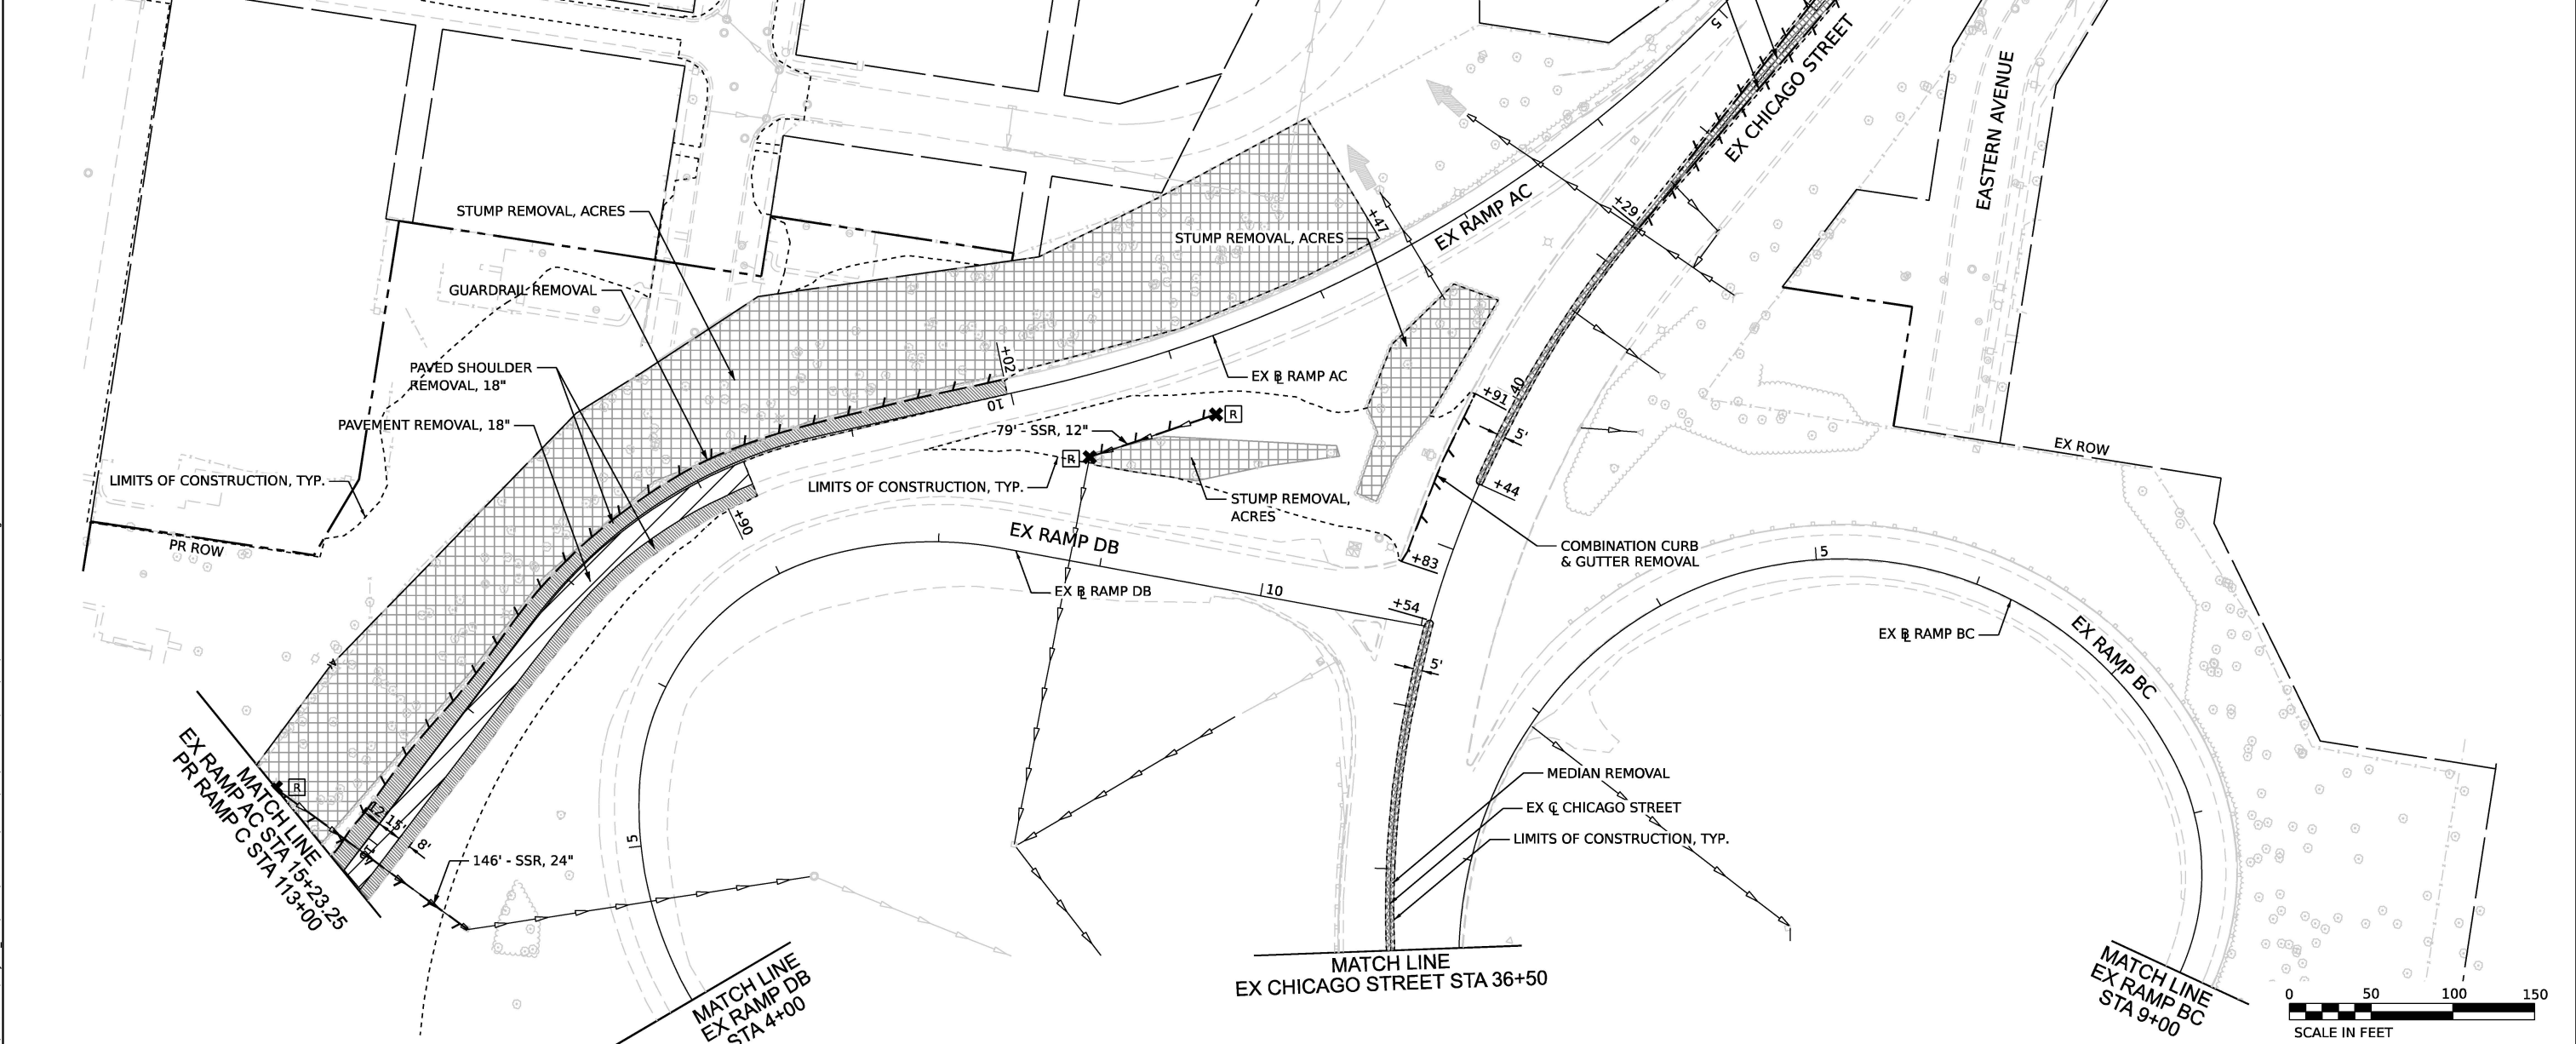 5
EX CHICAGO STREET
EASTERN AVENUE
STUMP REMOVAL, ACRES
+47
STUMP REMOVAL, ACRES
EX RAMP AC
+29
GUARDRAIL REMOVAL
PAVED SHOULDER
REMOVAL, 18"
+02
10
EX ℄ RAMP AC
PAVEMENT REMOVAL, 18"
79' - SSR, 12"
R
R
+91
40
5'
+44
EX ROW
LIMITS OF CONSTRUCTION, TYP.
LIMITS OF CONSTRUCTION, TYP.
STUMP REMOVAL,
ACRES
+90
PR ROW
EX RAMP DB
+83
COMBINATION CURB
& GUTTER REMOVAL
5
EX ℄ RAMP DB
10
+54
EX ℄ RAMP BC
EX RAMP BC
5'
R
MATCH LINE
EX RAMP AC STA 15+23.25
PR RAMP C STA 113+00
12'
15'
8'
146' - SSR, 24"
5
MEDIAN REMOVAL
EX ℄ CHICAGO STREET
LIMITS OF CONSTRUCTION, TYP.
MATCH LINE
EX RAMP DB
STA 4+00
MATCH LINE
EX CHICAGO STREET STA 36+50
MATCH LINE
EX RAMP BC
STA 9+00
0 50 100 150
SCALE IN FEET